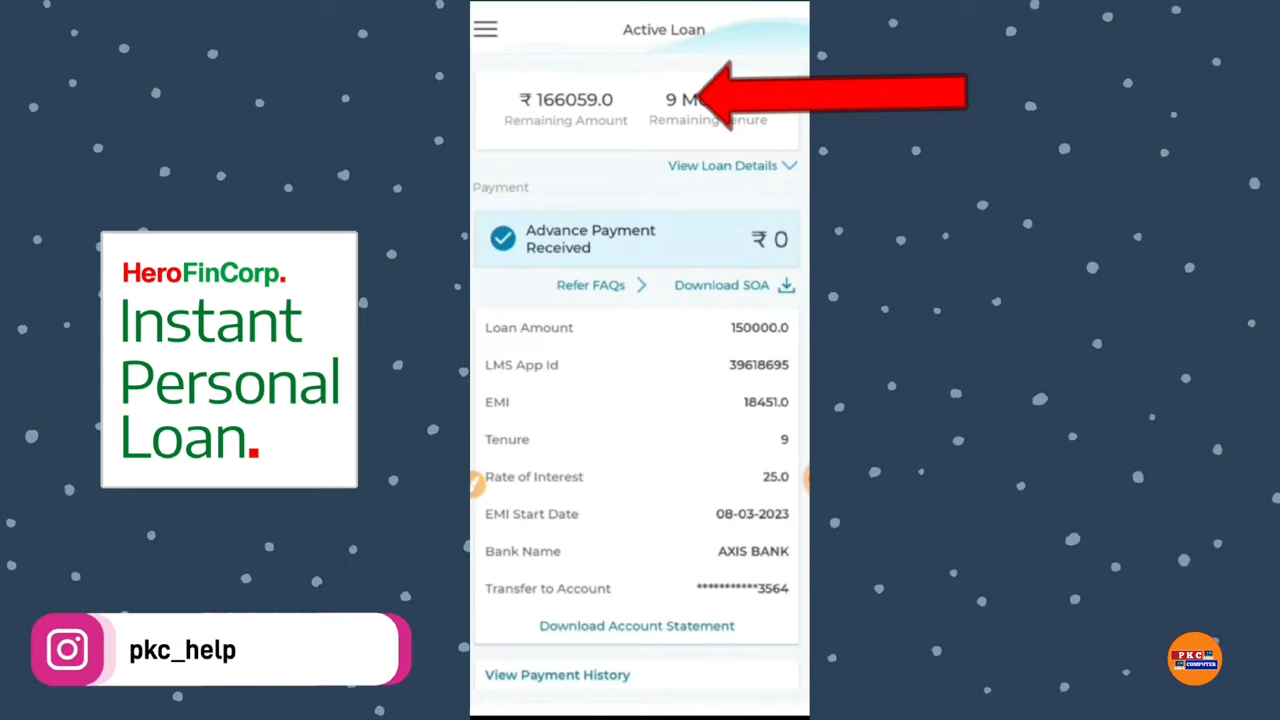 Active Loan
₹ 166059.0
9
Remaining Amount
Remaining
View Loan Details
Payment
Advance Payment
Received
₹ 0
Refer FAQs
Download SOA
Loan Amount 150000.0
LMS App Id 39618695
EMI 18451.0
Tenure 9
Rate of Interest 25.0
EMI Start Date 08-03-2023
Bank Name AXIS BANK
Transfer to Account ***********3564
Download Account Statement
View Payment History
HeroFinCorp.
Instant
Personal
Loan.
pkc_help
PKC
COMPUTER